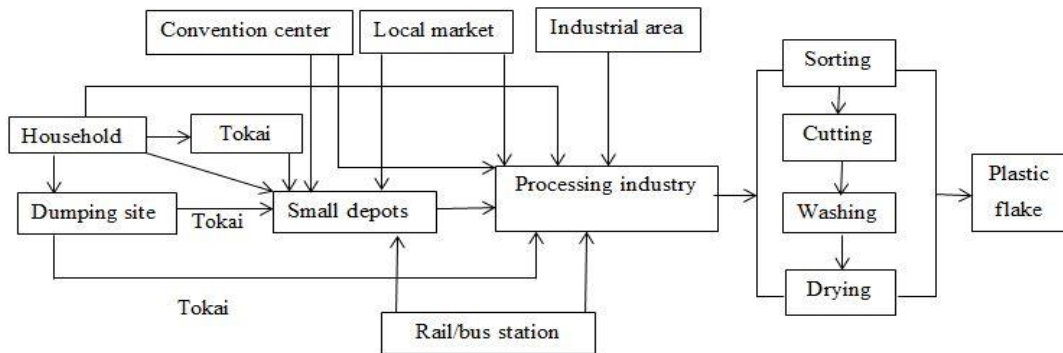 Convention center
Local market
Industrial area
Sorting
Household
Tokai
Cutting
Processing industry
Plastic
flake
Dumping site
Tokai
Small depots
Washing
Drying
Tokai
Rail/bus station